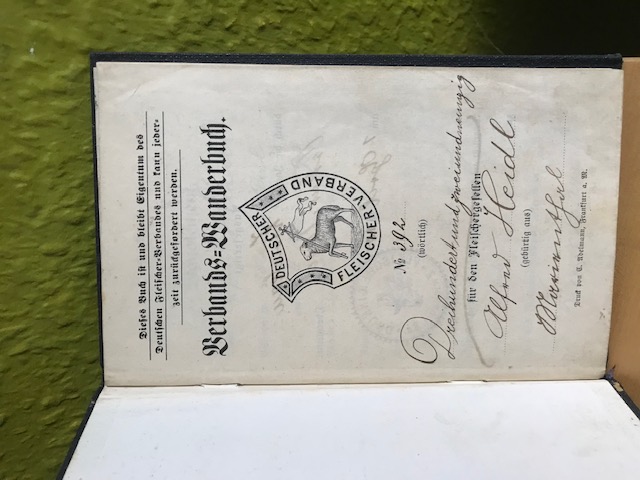 Dieses Buch ist und bleibt Eigentum des
Deutschen Fleischer-Verbandes und kann jeder-
zeit zurückgefordert werden.
Verbands=Wanderbuch.
DEUTSCHER
FLEISCHER-VERBAND
№ 392
(wörtlich)
Dreihundertundzweiundneunzig
für den Fleischergesellen
Alfred Heidl
(gebürtig aus)
Marienthal
Druck von C. Adelmann, Frankfurt a. M.